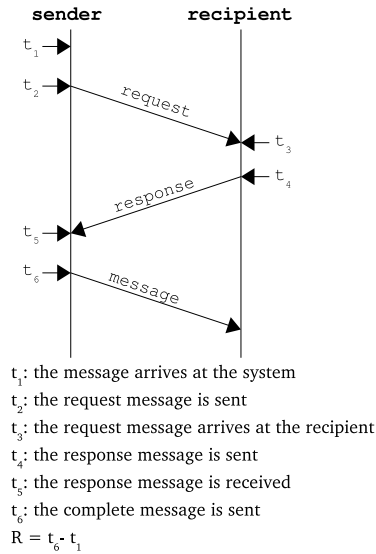 sender recipient
t1
t2
request
t3
response
t4
t5
t6
message
t1: the message arrives at the system
t2: the request message is sent
t3: the request message arrives at the recipient
t4: the response message is sent
t5: the response message is received
t6: the complete message is sent
R = t6- t1